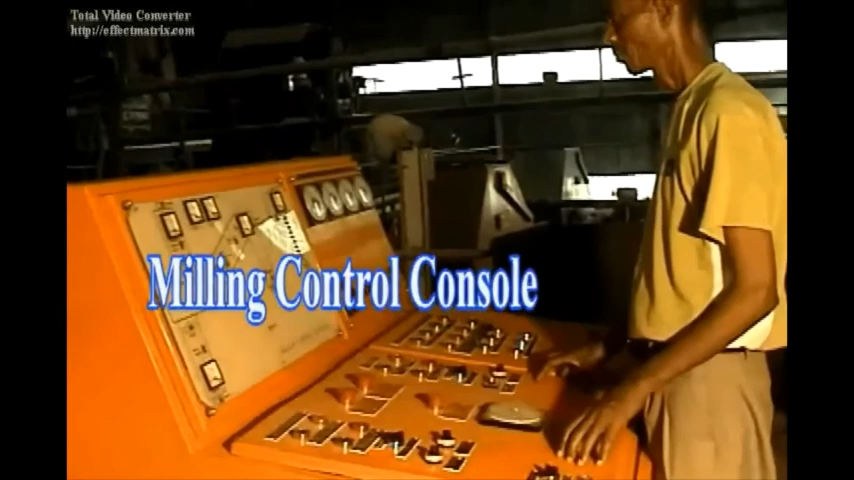 Total Video Converter
http://effectmatrix.com
Milling Control Console